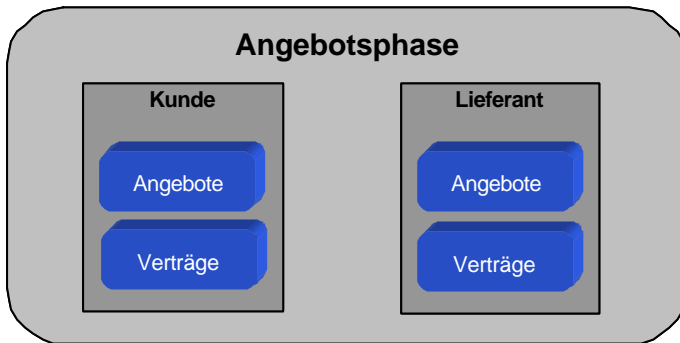 Angebotsphase
Kunde
Angebote
Verträge
Lieferant
Angebote
Verträge